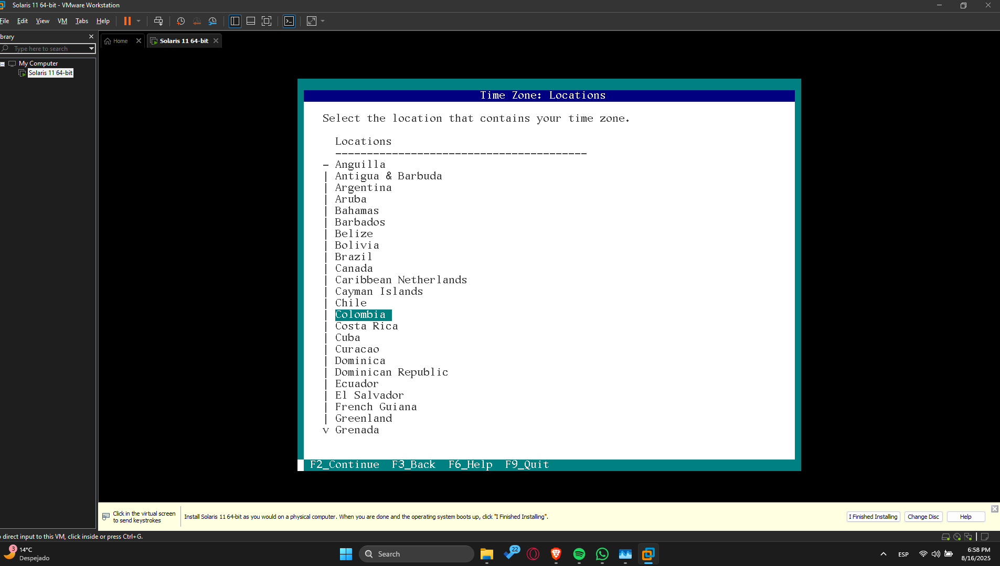 Solaris 11 64-bit - VMware Workstation
File Edit View VM Tabs Help
brary
Type here to search
My Computer
Solaris 11 64-bit
Home
Solaris 11 64-bit
Time Zone: Locations
Select the location that contains your time zone.
Locations
----------------------------------------
- Anguilla
| Antigua & Barbuda
| Argentina
| Aruba
| Bahamas
| Barbados
| Belize
| Bolivia
| Brazil
| Canada
| Caribbean Netherlands
| Cayman Islands
| Chile
| Colombia
| Costa Rica
| Cuba
| Curacao
| Dominica
| Dominican Republic
| Ecuador
| El Salvador
| French Guiana
| Greenland
v Grenada
F2_Continue F3_Back F6_Help F9_Quit
Click in the virtual screen
to send keystrokes
Install Solaris 11 64-bit as you would on a physical computer. When you are done and the operating system boots up, click "I Finished Installing".
I Finished Installing
Change Disc
Help
direct input to this VM, click inside or press Ctrl+G.
3
14°C
Despejado
Search
22
ESP
6:58 PM
8/16/2025